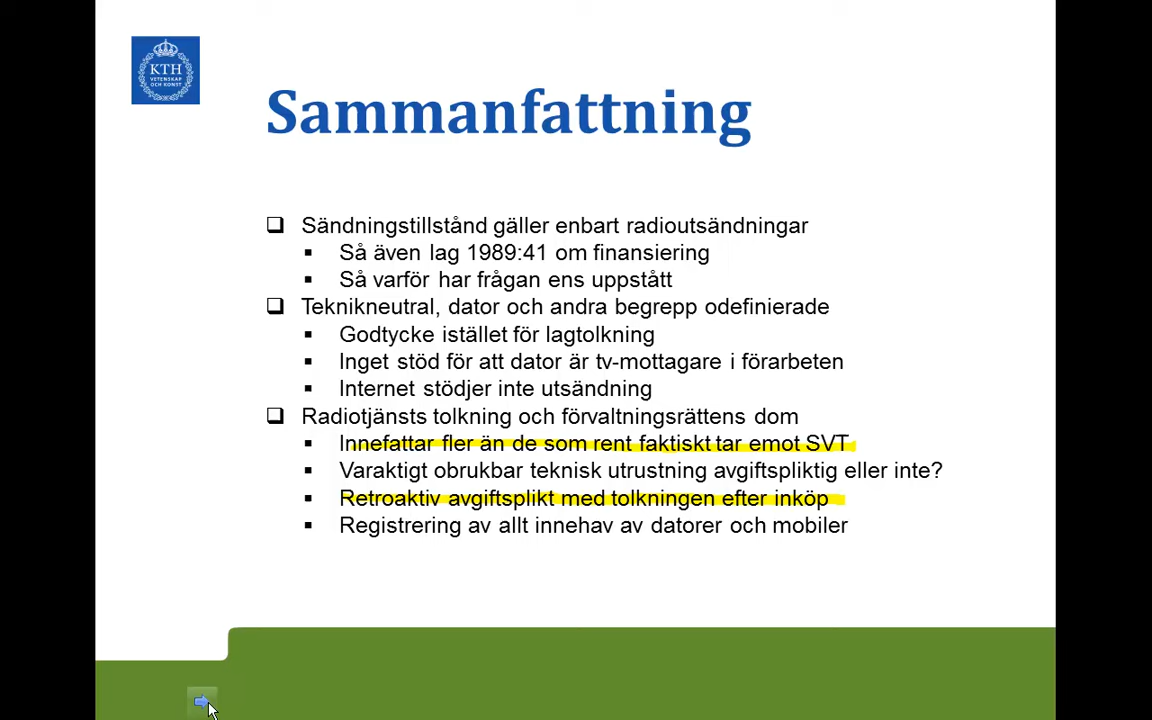 KTH
VETENSKAP
OCH KONST
Sammanfattning
Sändningstillstånd gäller enbart radioutsändningar
Så även lag 1989:41 om finansiering
Så varför har frågan ens uppstått
Teknikneutral, dator och andra begrepp odefinierade
Godtycke istället för lagtolkning
Inget stöd för att dator är tv-mottagare i förarbeten
Internet stödjer inte utsändning
Radiotjänsts tolkning och förvaltningsrättens dom
Innefattar fler än de som rent faktiskt tar emot SVT
Varaktigt obrukbar teknisk utrustning avgiftspliktig eller inte?
Retroaktiv avgiftsplikt med tolkningen efter inköp
Registrering av allt innehav av datorer och mobiler